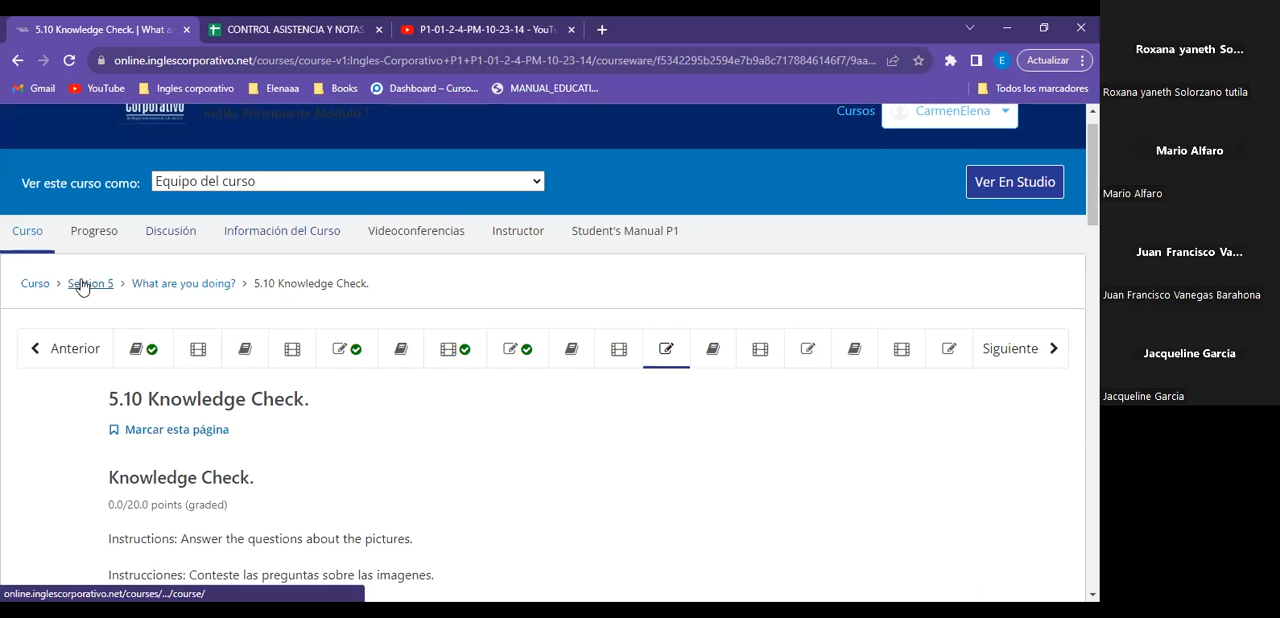 5.10 Knowledge Check. | What a
CONTROL ASISTENCIA Y NOTAS
P1-01-2-4-PM-10-23-14 - YouTu
online.inglescorporativo.net/courses/course-v1:Ingles-Corporativo+P1+P1-01-2-4-PM-10-23-14/courseware/f5342295b2594e7b9a8c7178846146f7/9aa...
E
Actualizar
Gmail
YouTube
Ingles corporativo
Elenaaa
Books
Dashboard – Curso...
MANUAL_EDUCATI...
Todos los marcadores
corporativo
Inglés Principiante Módulo 1
Cursos
CarmenElena
Ver este curso como:
Equipo del curso
Ver En Studio
Curso
Progreso
Discusión
Información del Curso
Videoconferencias
Instructor
Student's Manual P1
Curso > Session 5 > What are you doing? > 5.10 Knowledge Check.
Anterior
Siguiente
5.10 Knowledge Check.
Marcar esta página
Knowledge Check.
0.0/20.0 points (graded)
Instructions: Answer the questions about the pictures.
Instrucciones: Conteste las preguntas sobre las imagenes.
online.inglescorporativo.net/courses/.../course/
Roxana yaneth So...
Roxana yaneth Solorzano tutila
Mario Alfaro
Mario Alfaro
Juan Francisco Va...
Juan Francisco Vanegas Barahona
Jacqueline Garcia
Jacqueline Garcia